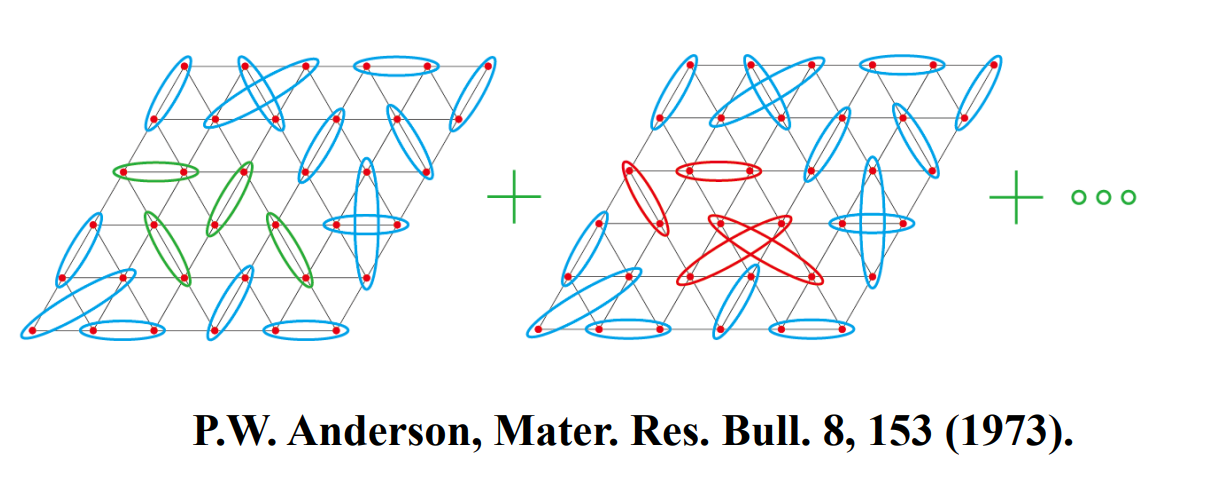 + + ∘∘∘
P.W. Anderson, Mater. Res. Bull. 8, 153 (1973).